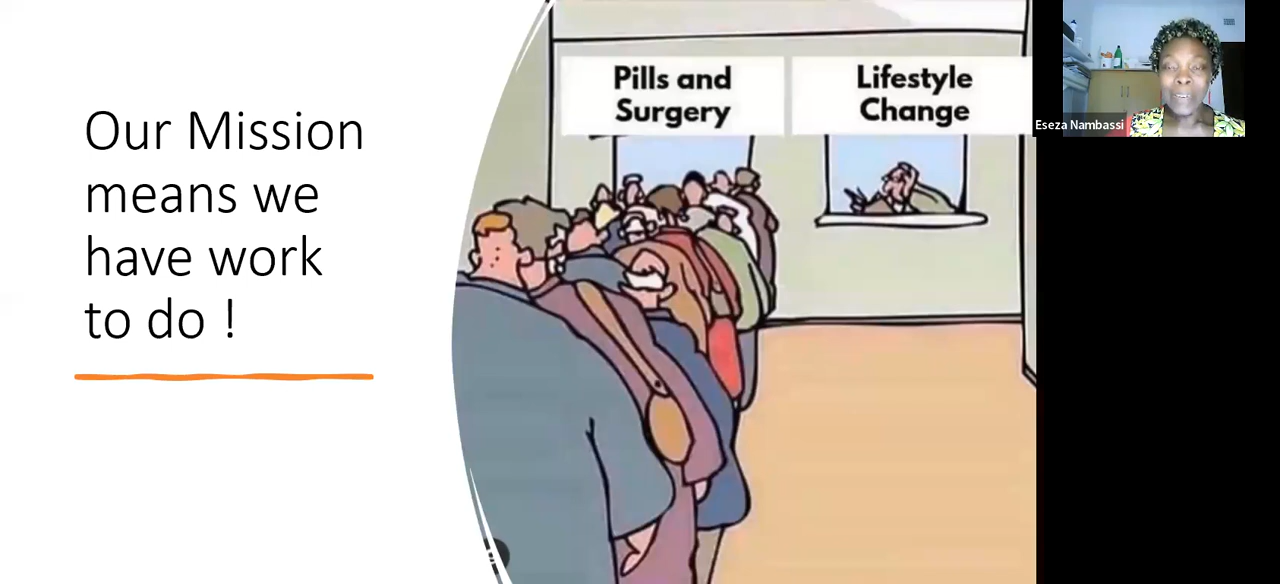 Our Mission
means we
have work
to do !
Pills and
Surgery
Lifestyle
Change
Eseza Nambassi